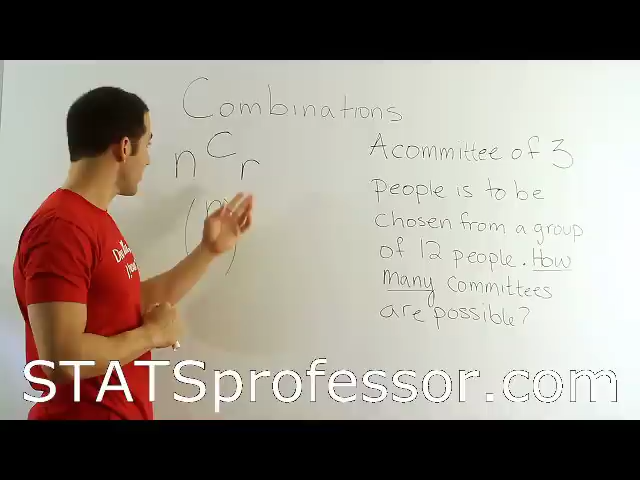 Combinations
nCr
(n
)
A committee of 3
people is to be
chosen from a group
of 12 people. How
many committees
are possible?
STATSprofessor.com